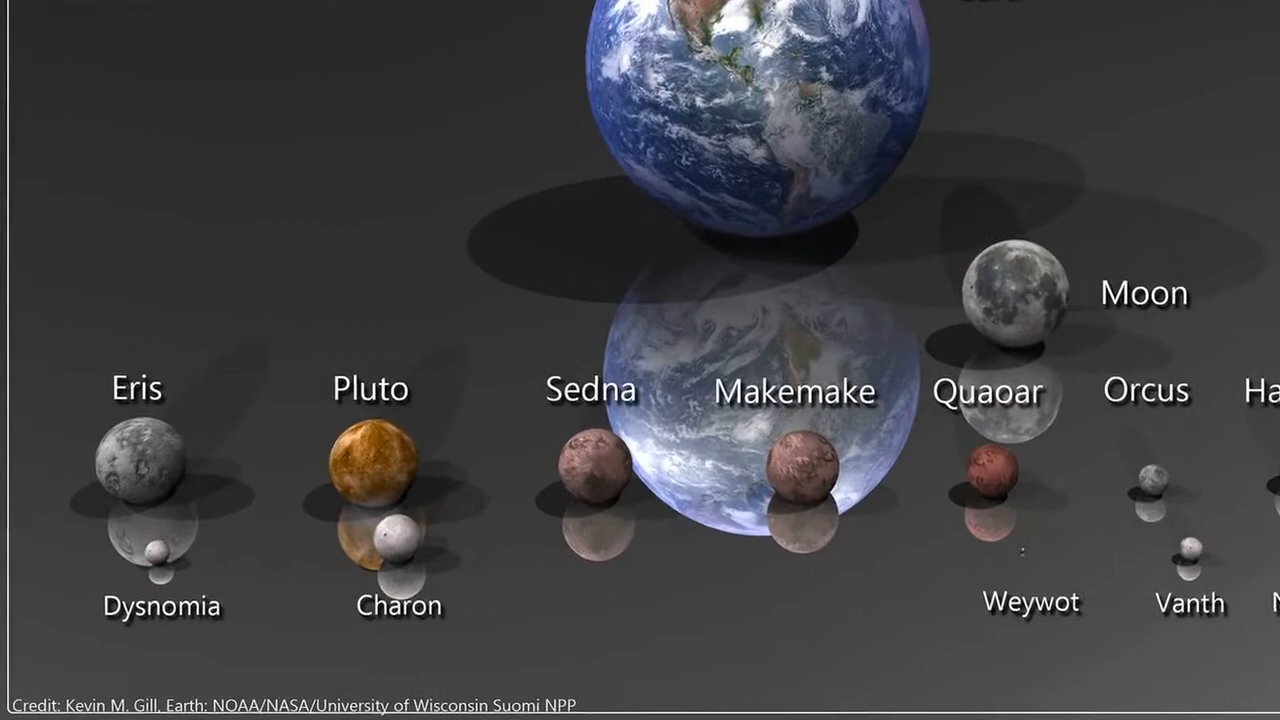 Moon
Eris Pluto Sedna Makemake Quaoar Orcus Ha
Dysnomia Charon Weywot Vanth
Credit: Kevin M. Gill, Earth: NOAA/NASA/University of Wisconsin Suomi NPP